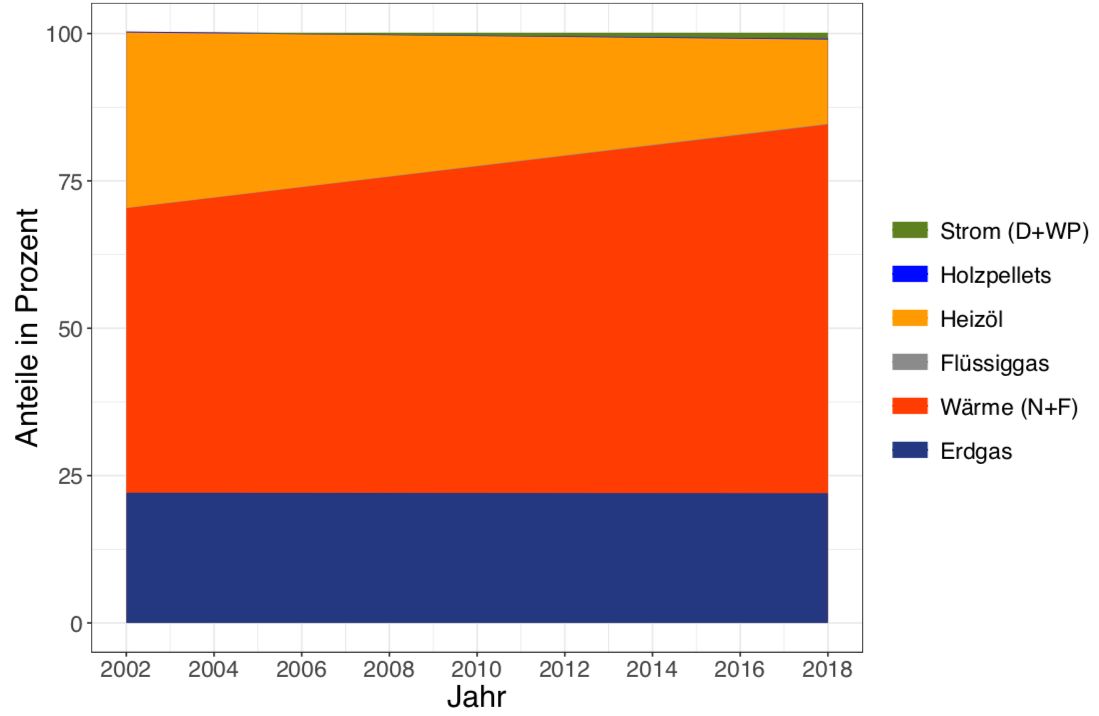 100
75
50
25
0
Anteile in Prozent
2002 2004 2006 2008 2010 2012 2014 2016 2018
Jahr
Strom (D+WP)
Holzpellets
Heizöl
Flüssiggas
Wärme (N+F)
Erdgas